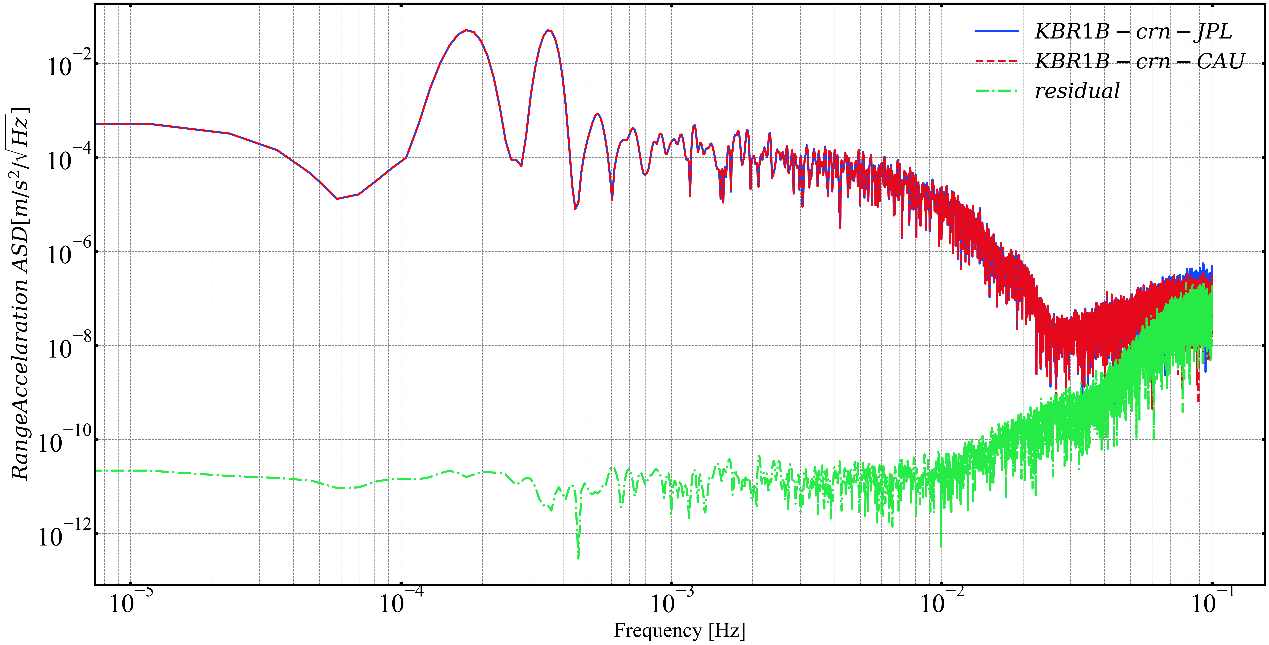 KBR1B − crn − JPL
KBR1B − crn − CAU
residual
RangeAccelaration ASD[m/s²/√Hz]
10⁻²
10⁻⁴
10⁻⁶
10⁻⁸
10⁻¹⁰
10⁻¹²
10⁻⁵ 10⁻⁴ 10⁻³ 10⁻² 10⁻¹
Frequency [Hz]